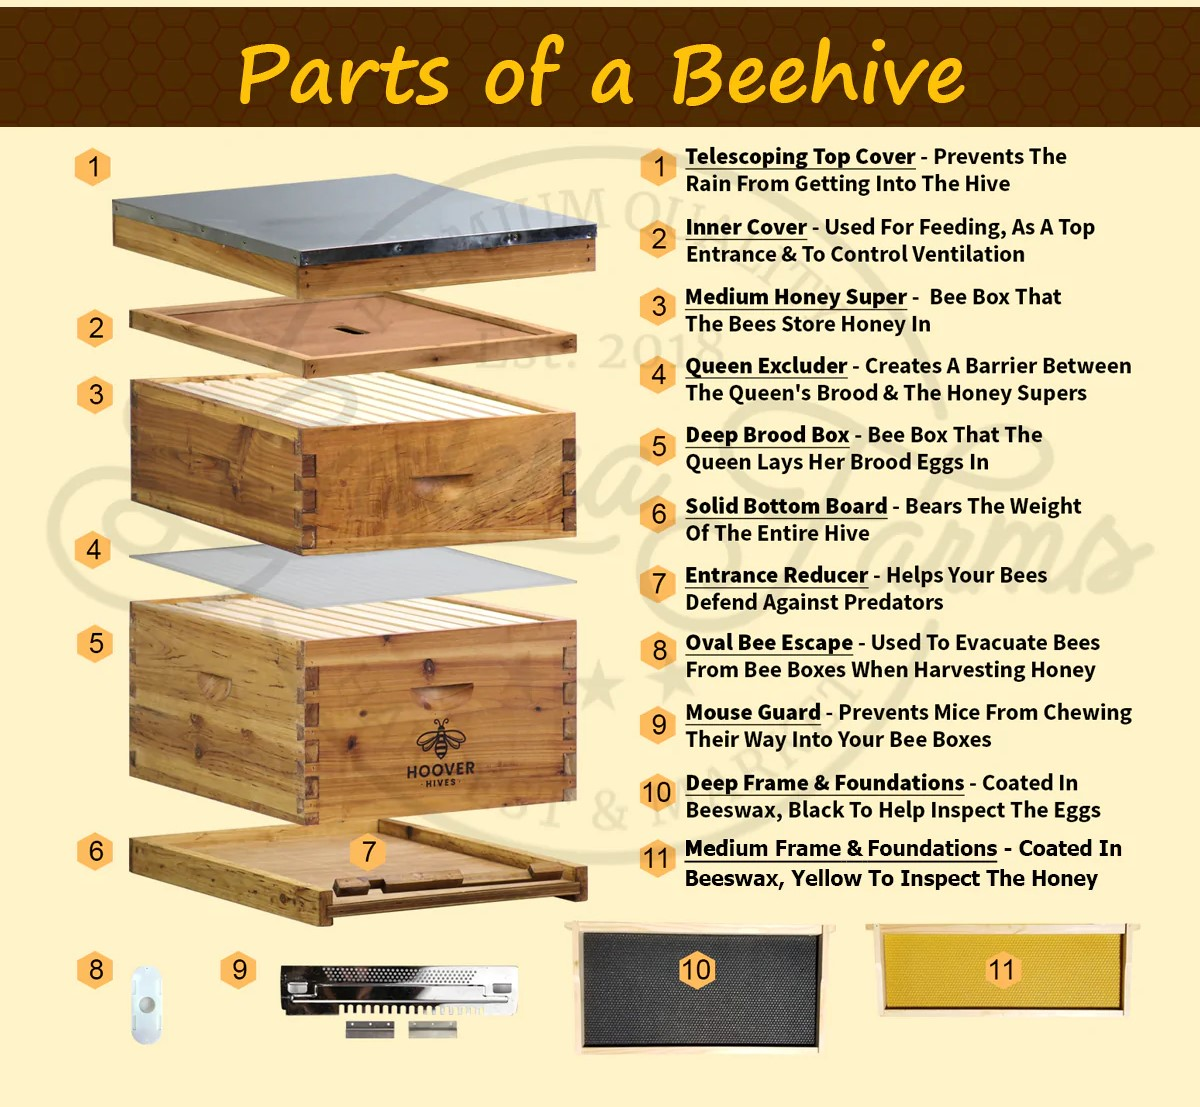 Parts of a Beehive
1
2
3
4
5
6
7
8
9
10
11
HOOVER
- HIVES -
1 Telescoping Top Cover - Prevents The
Rain From Getting Into The Hive
2 Inner Cover - Used For Feeding, As A Top
Entrance & To Control Ventilation
3 Medium Honey Super - Bee Box That
The Bees Store Honey In
4 Queen Excluder - Creates A Barrier Between
The Queen's Brood & The Honey Supers
5 Deep Brood Box - Bee Box That The
Queen Lays Her Brood Eggs In
6 Solid Bottom Board - Bears The Weight
Of The Entire Hive
7 Entrance Reducer - Helps Your Bees
Defend Against Predators
8 Oval Bee Escape - Used To Evacuate Bees
From Bee Boxes When Harvesting Honey
9 Mouse Guard - Prevents Mice From Chewing
Their Way Into Your Bee Boxes
10 Deep Frame & Foundations - Coated In
Beeswax, Black To Help Inspect The Eggs
11 Medium Frame & Foundations - Coated In
Beeswax, Yellow To Inspect The Honey
PREMIUM QUALITY
Est. 2018
Farms
& MARKET